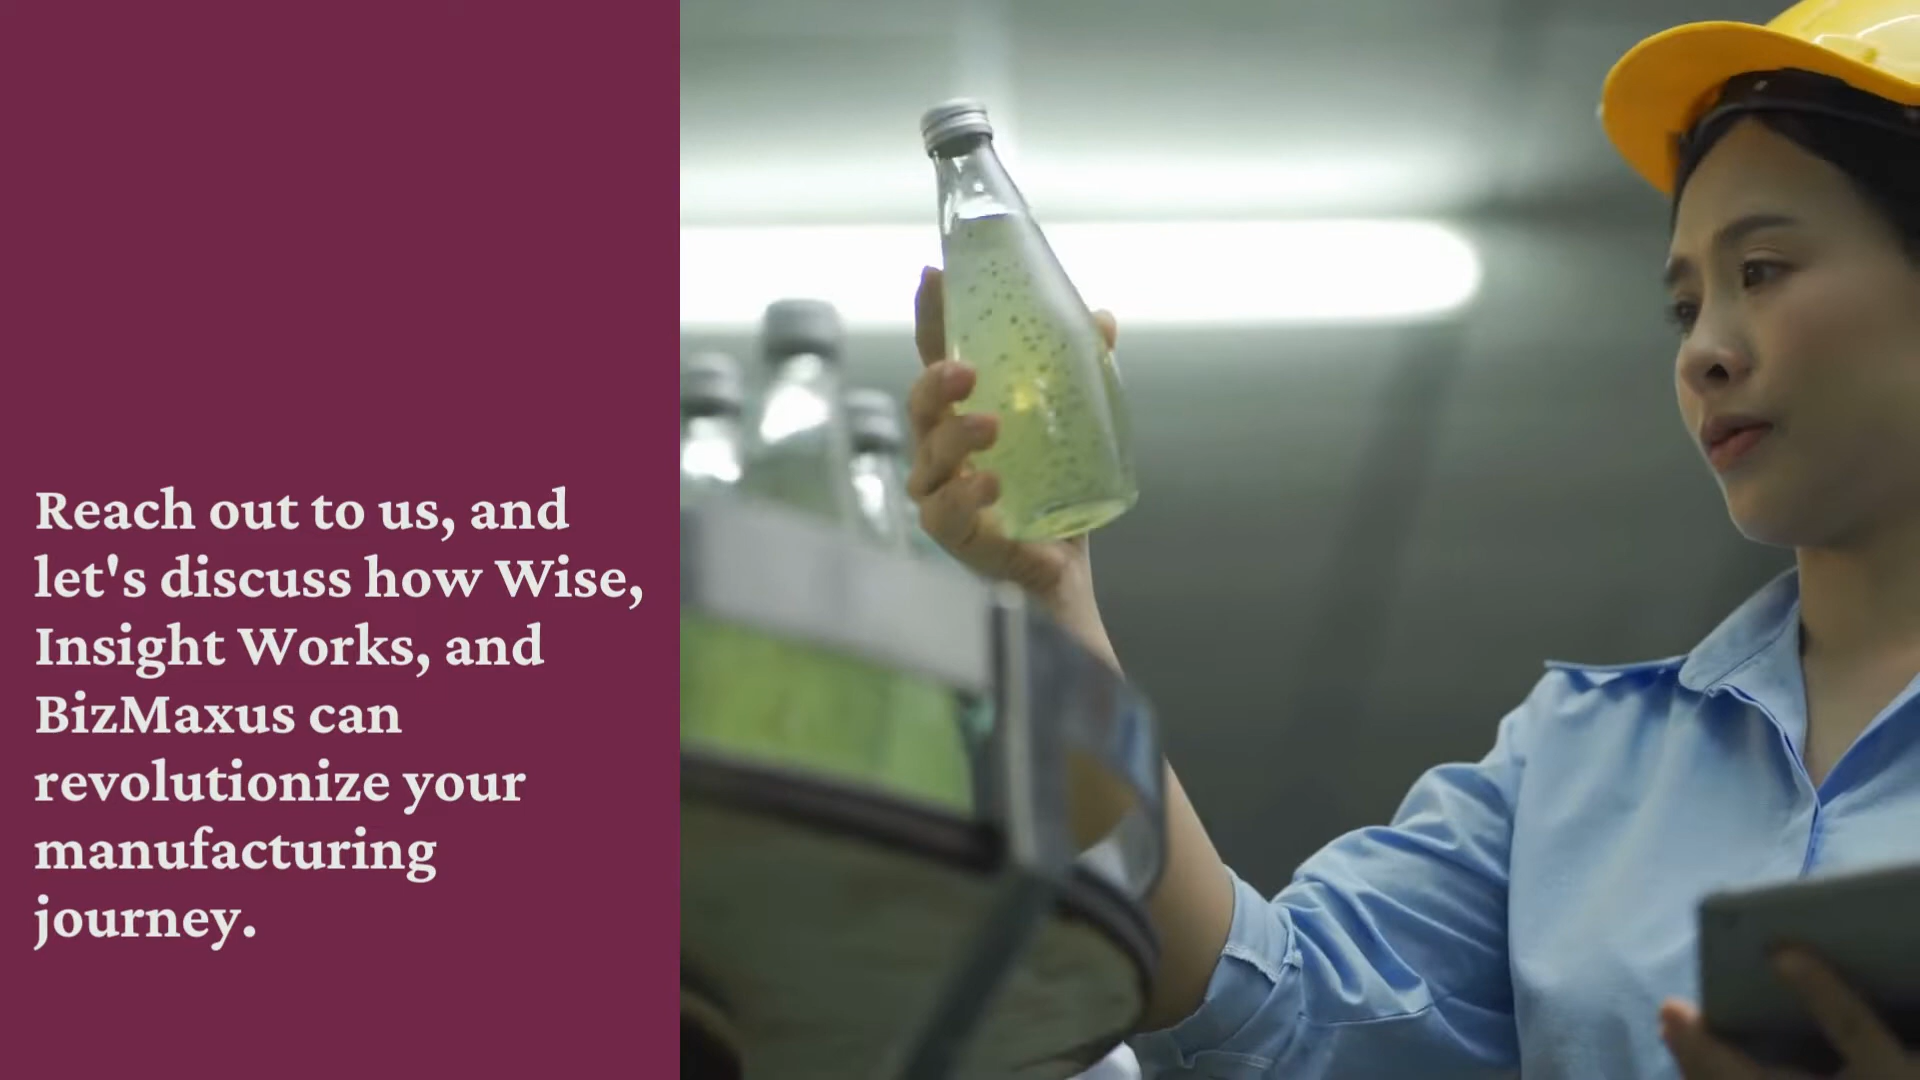 Reach out to us, and
let's discuss how Wise,
Insight Works, and
BizMaxus can
revolutionize your
manufacturing
journey.